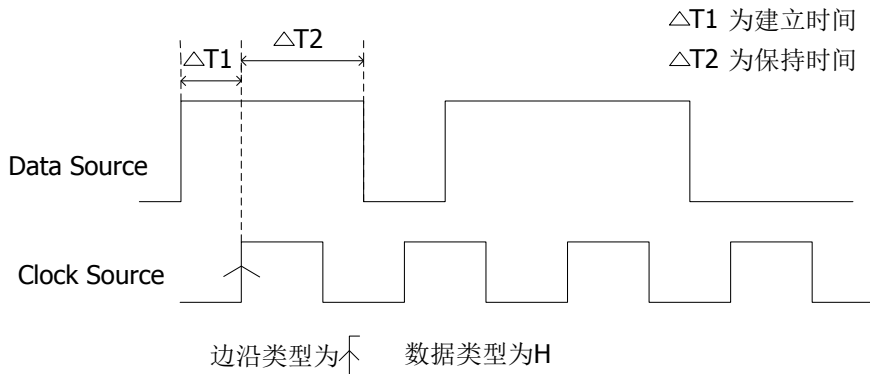 △T1 为建立时间
△T2
△T1
△T2 为保持时间
Data Source
Clock Source
边沿类型为 数据类型为H